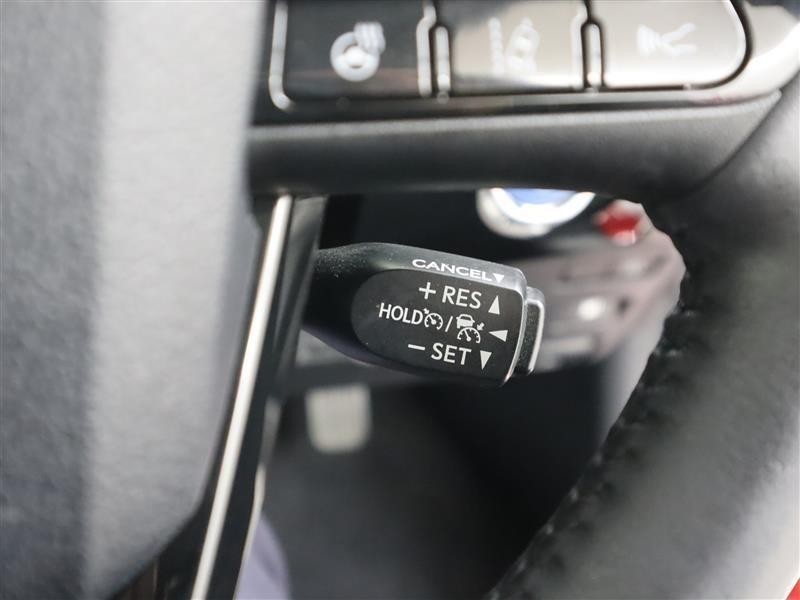 CANCEL▼
+ RES ▲
HOLD / ◀
− SET ▼